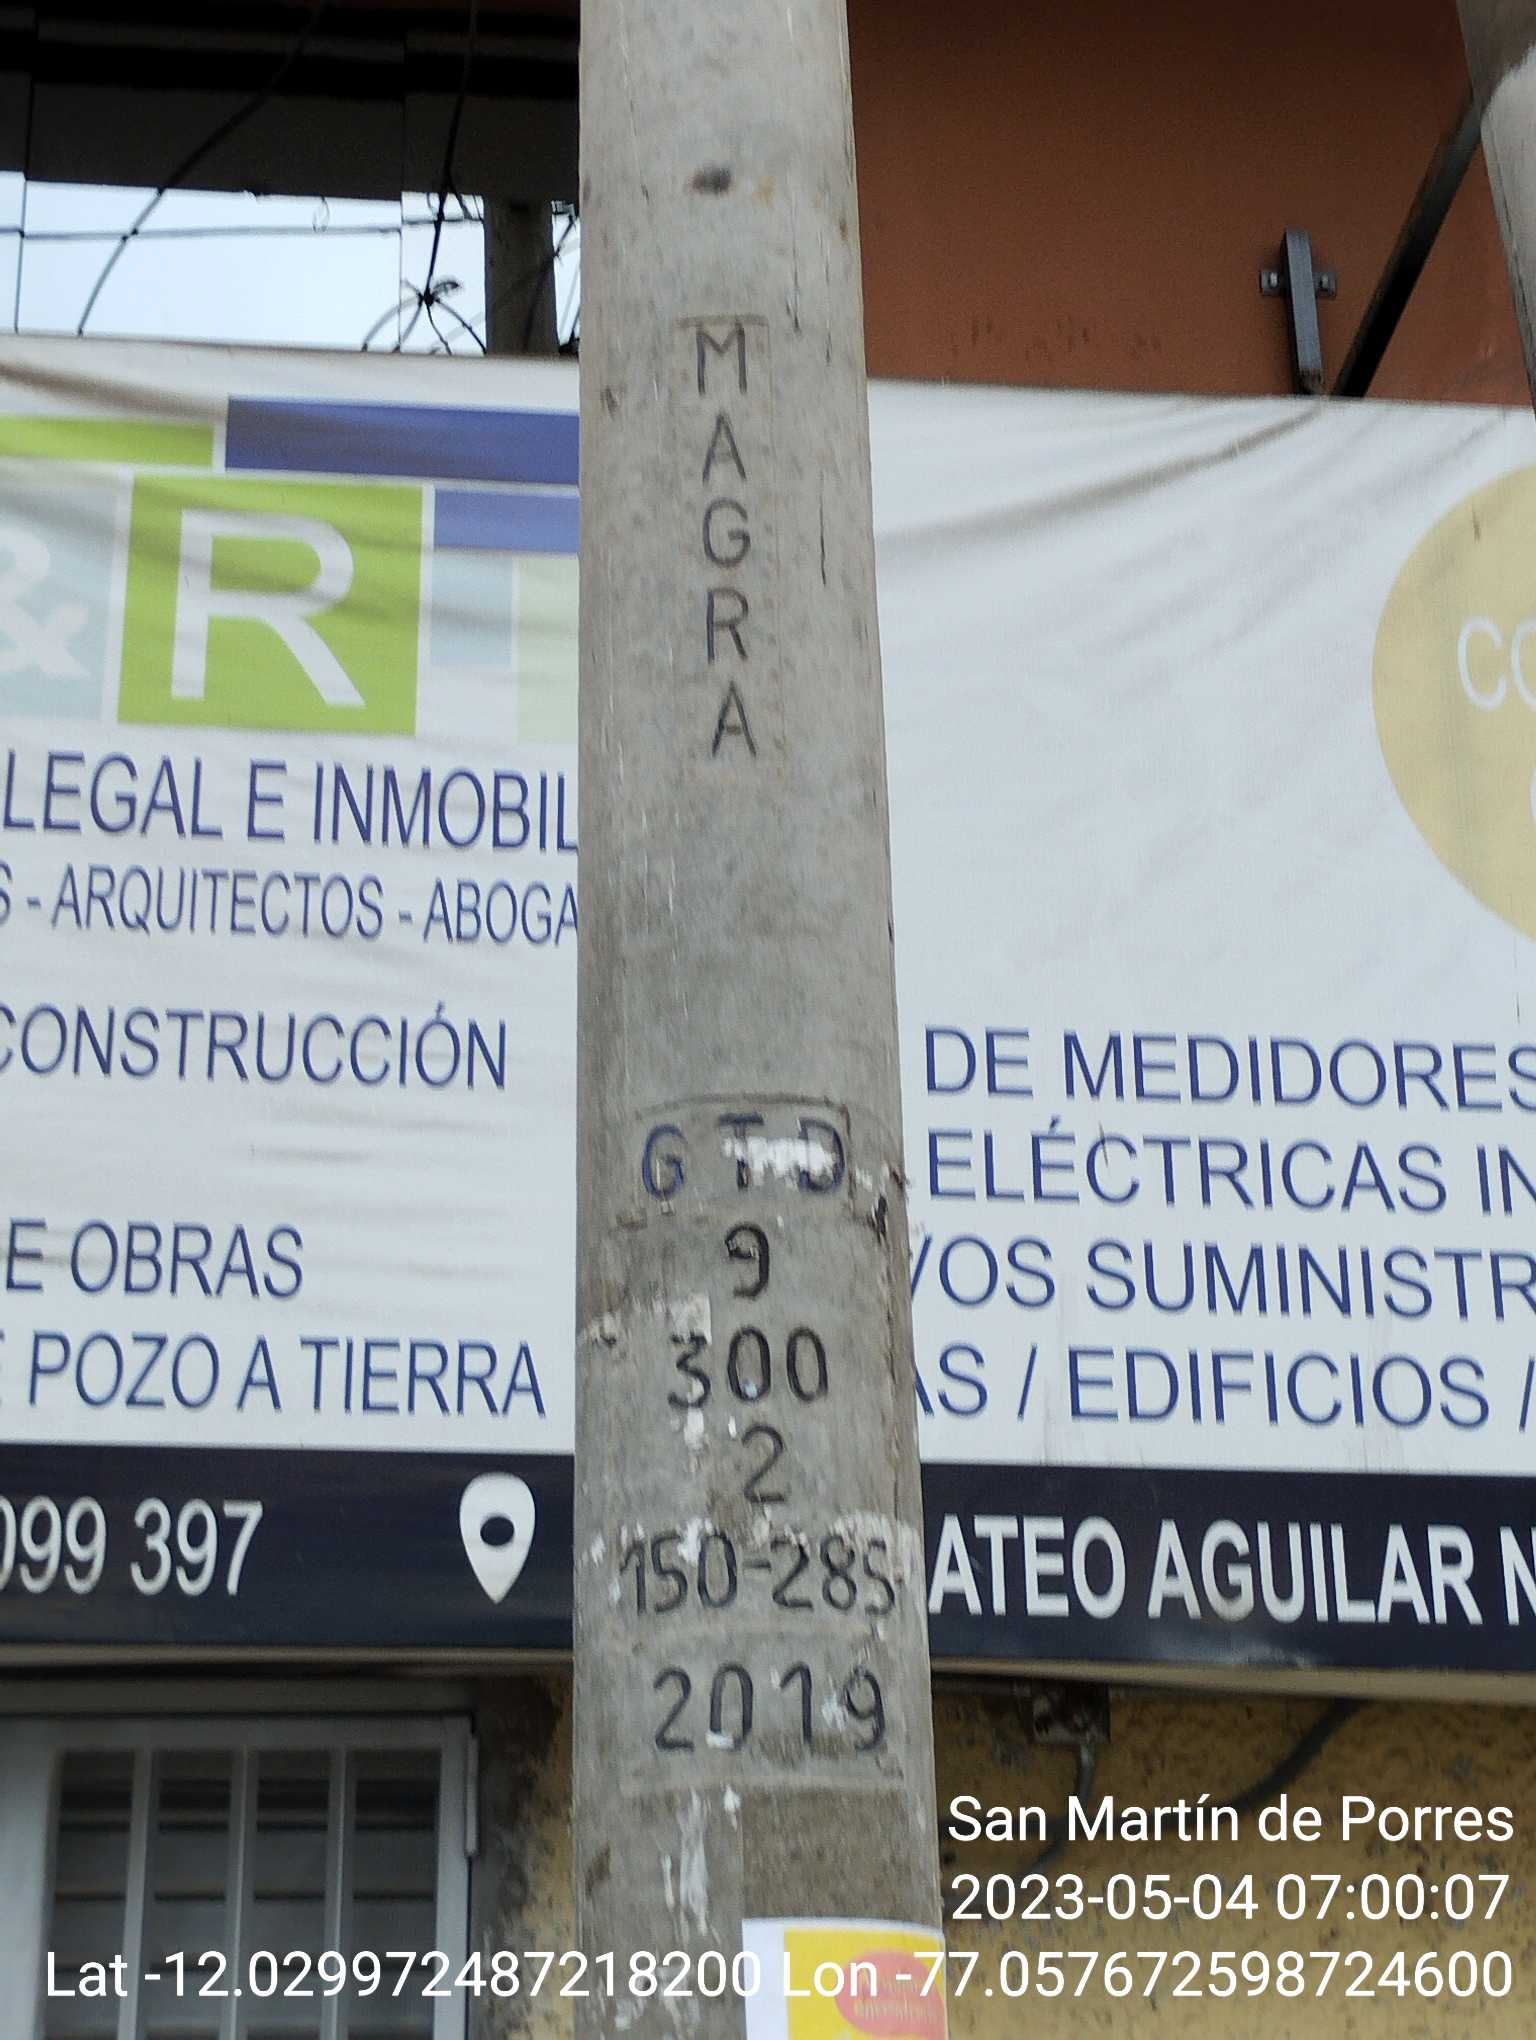 M
A
G
R
A
& R
LEGAL E INMOBIL
S - ARQUITECTOS - ABOGA
CONSTRUCCIÓN
E OBRAS
E POZO A TIERRA
099 397
CO
DE MEDIDORES
ELÉCTRICAS IN
VOS SUMINISTR
AS / EDIFICIOS /
ATEO AGUILAR N
G T D
9
300
2
150-285
2019
San Martín de Porres
2023-05-04 07:00:07
Lat -12.029972487218200 Lon -77.057672598724600